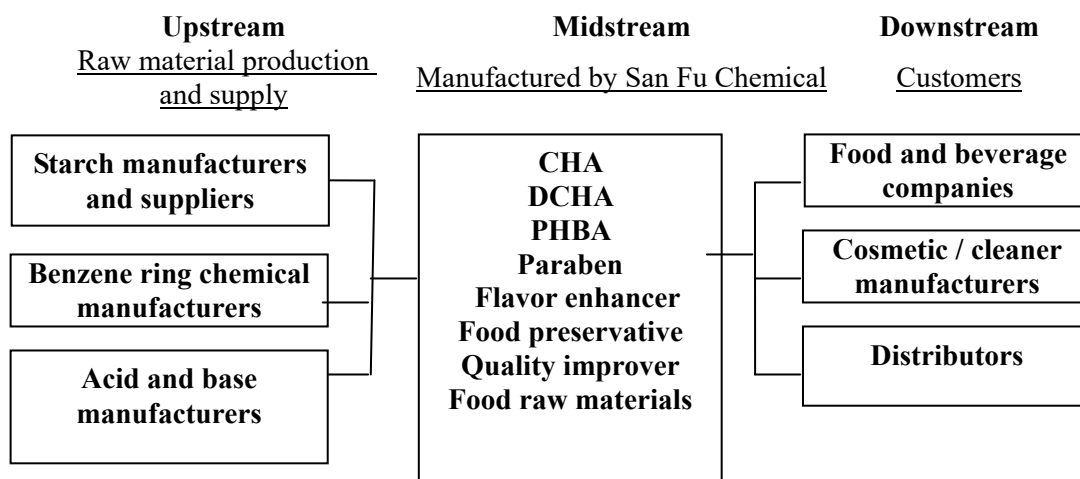 Upstream
Raw material production
and supply
Midstream
Manufactured by San Fu Chemical
Downstream
Customers
Starch manufacturers
and suppliers
Benzene ring chemical
manufacturers
Acid and base
manufacturers
CHA
DCHA
PHBA
Paraben
Flavor enhancer
Food preservative
Quality improver
Food raw materials
Food and beverage
companies
Cosmetic / cleaner
manufacturers
Distributors